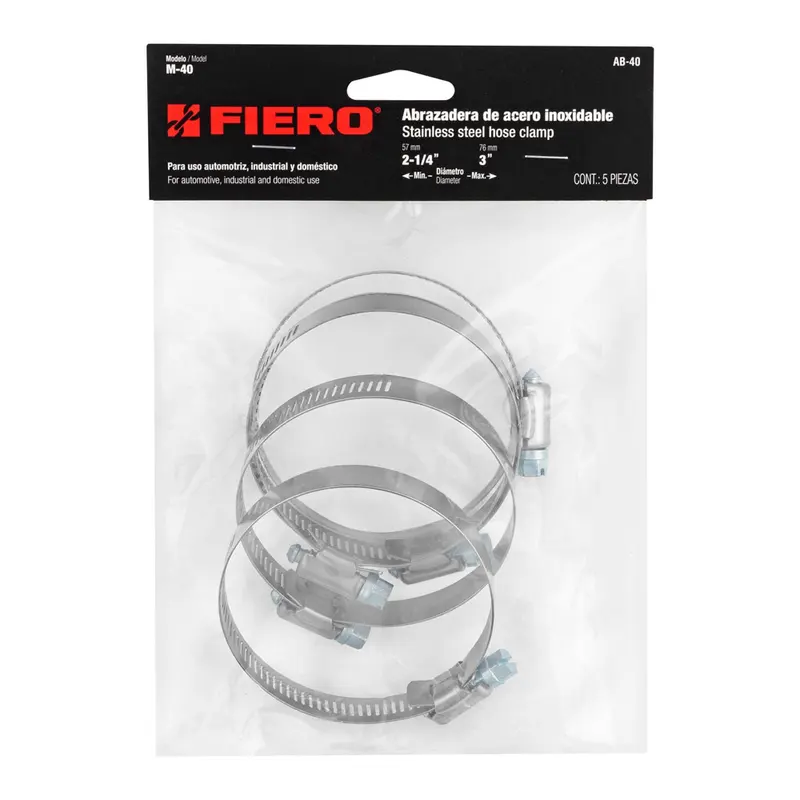 Modelo / Model
M-40
AB-40
FIERO®
Abrazadera de acero inoxidable
Stainless steel hose clamp
57 mm 76 mm
2-1/4" 3"
Min. Diámetro Max.
Diameter
Para uso automotriz, industrial y doméstico
For automotive, industrial and domestic use
CONT.: 5 PIEZAS